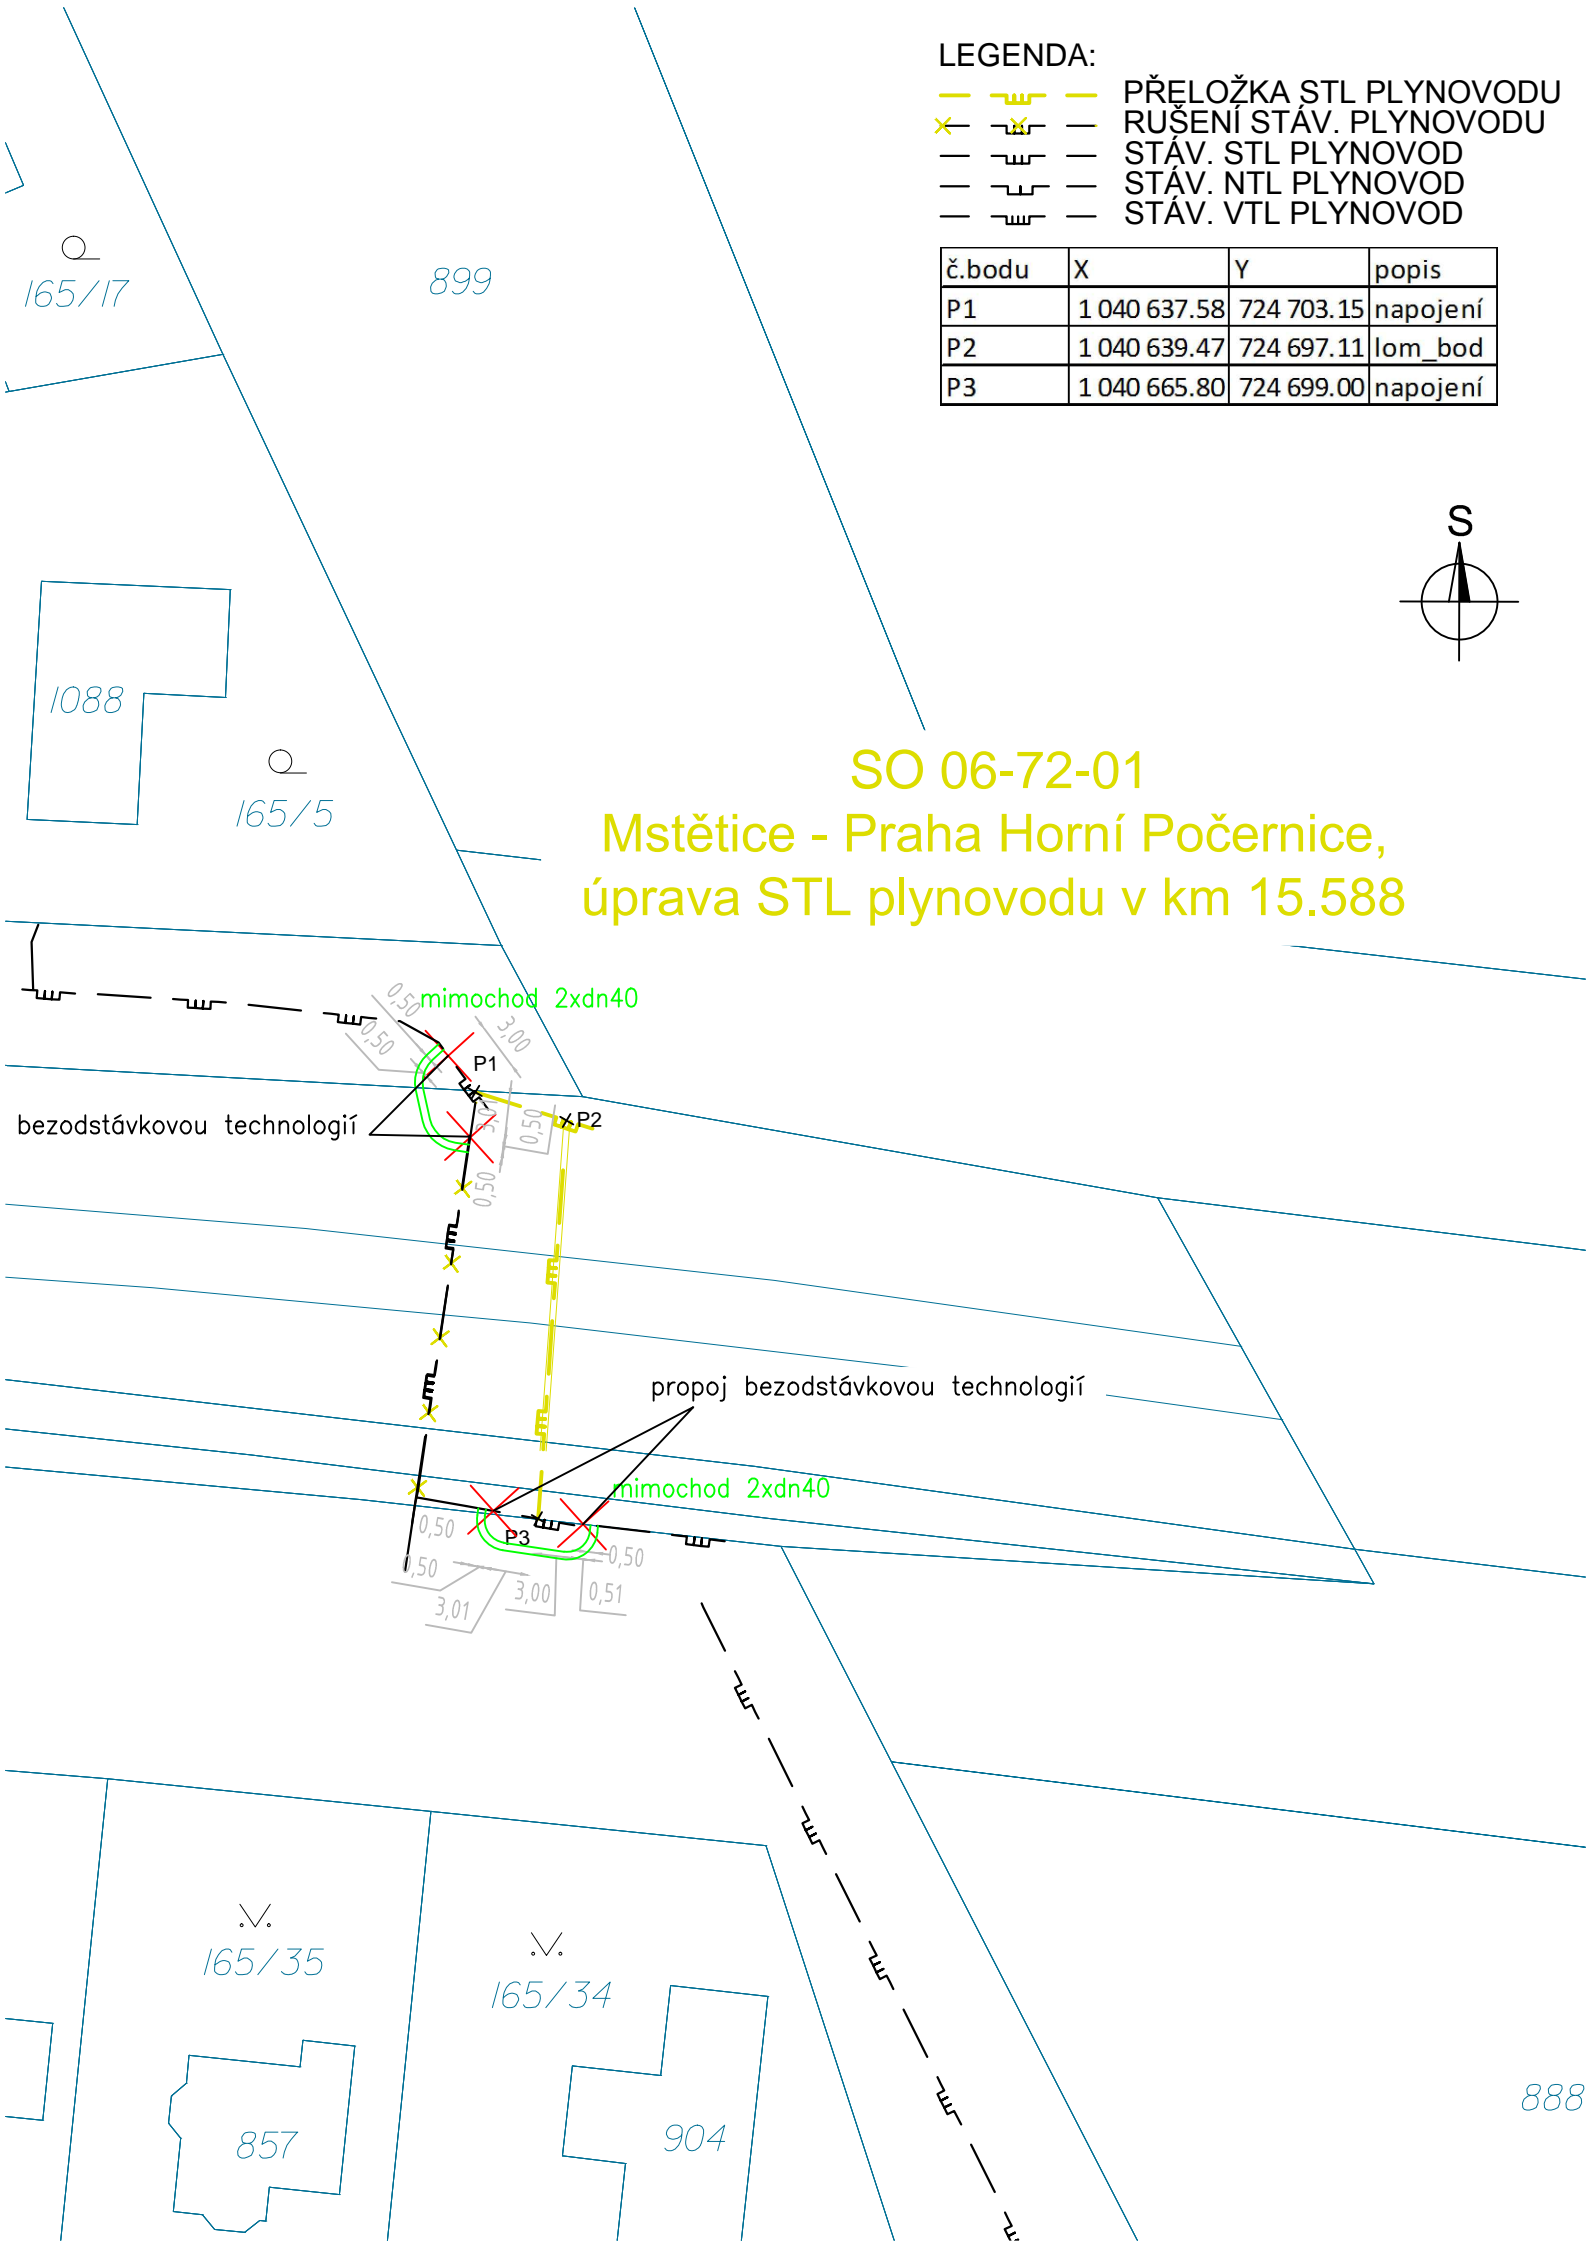 LEGENDA:
PŘELOŽKA STL PLYNOVODU
RUŠENÍ STÁV. PLYNOVODU
STÁV. STL PLYNOVOD
STÁV. NTL PLYNOVOD
STÁV. VTL PLYNOVOD
č.bodu X Y popis
P1 1 040 637.58 724 703.15 napojení
P2 1 040 639.47 724 697.11 lom_bod
P3 1 040 665.80 724 699.00 napojení
165/17
899
S
1088
165/5
SO 06-72-01
Mstětice - Praha Horní Počernice,
úprava STL plynovodu v km 15.588
mimochod 2xdn40
0,50
0,50
3,00
P1
P2
3,01
0,50
0,50
bezodstávkovou technologií
propoj bezodstávkovou technologií
mimochod 2xdn40
P3
0,50
0,50
0,50
3,01
3,00
0,51
165/35
165/34
857
904
888